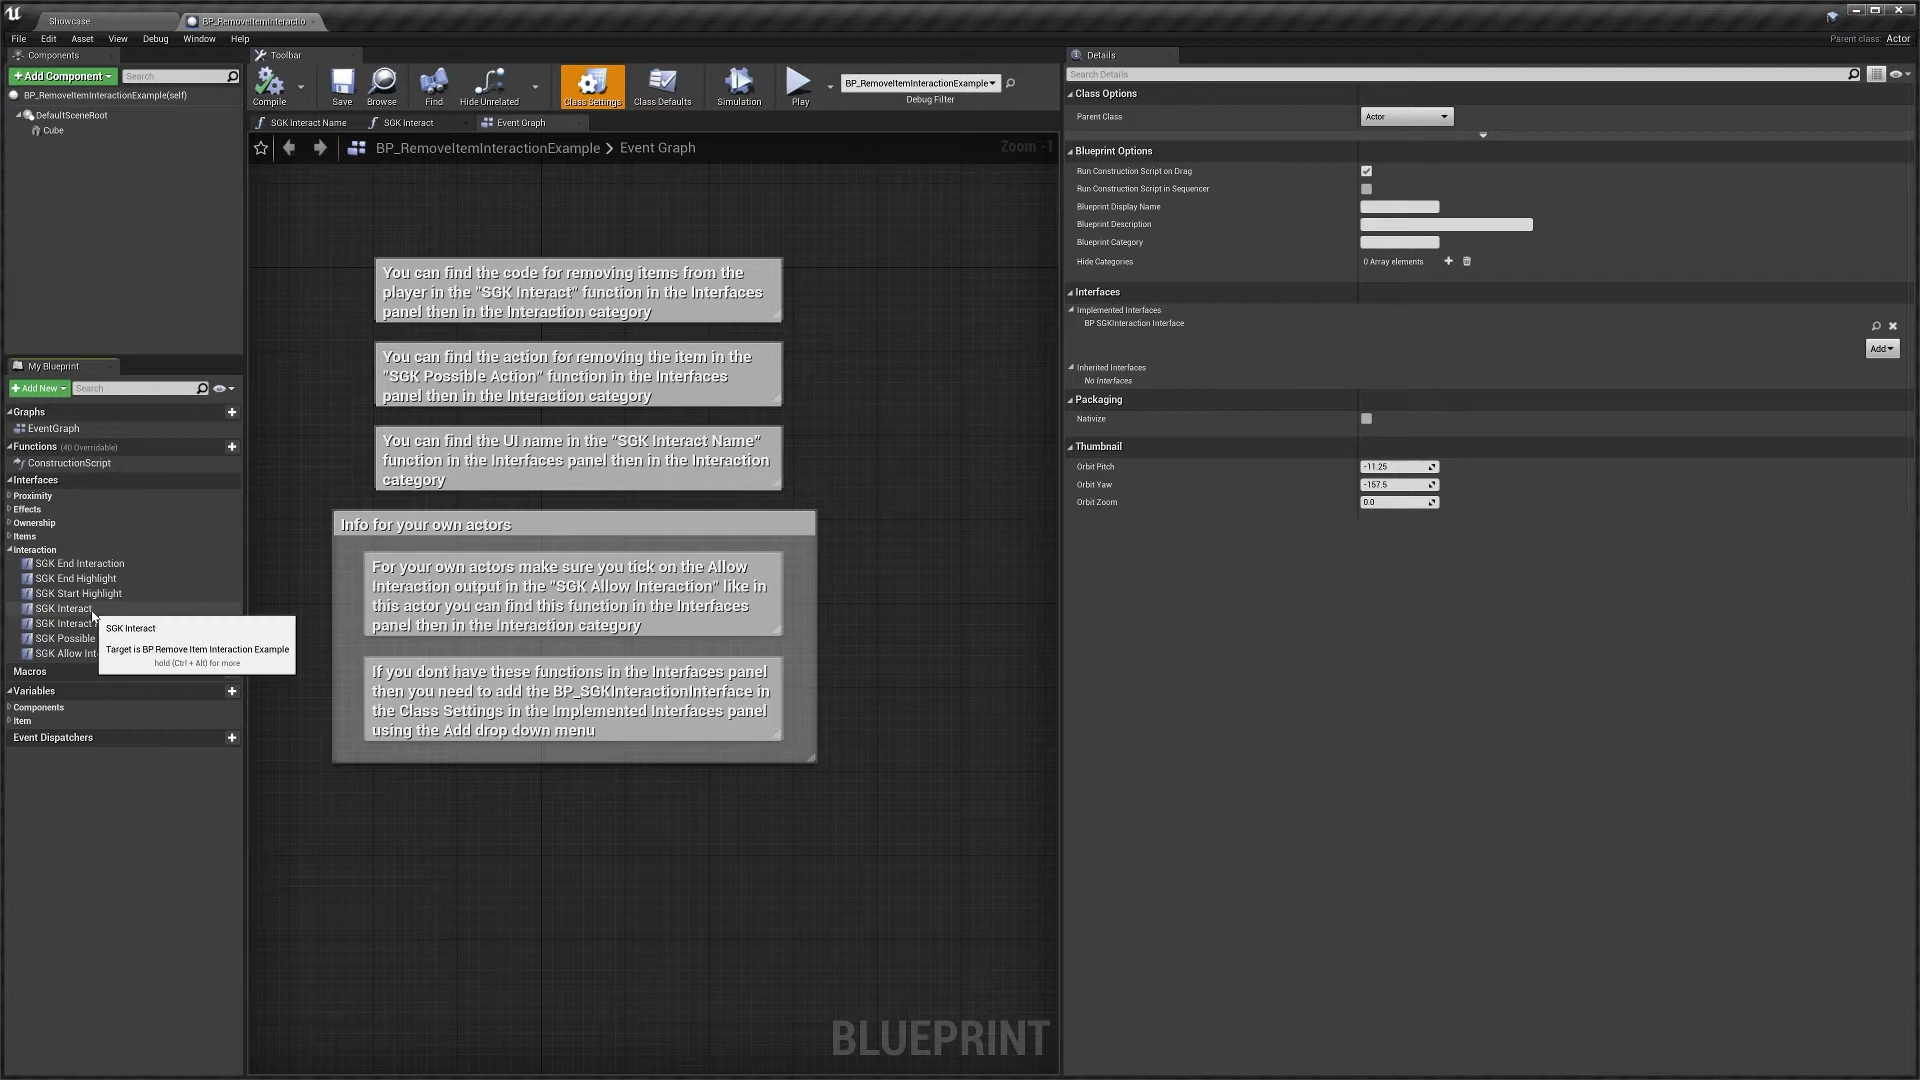 Showcase
BP_RemoveItemInteractio
File Edit Asset View Debug Window Help
Parent class: Actor
Components
+Add Component
Search
BP_RemoveItemInteractionExample(self)
DefaultSceneRoot
Cube
Toolbar
Compile
Save
Browse
Find
Hide Unrelated
Class Settings
Class Defaults
Simulation
Play
BP_RemoveItemInteractionExample
Debug Filter
SGK Interact Name
SGK Interact
Event Graph
BP_RemoveItemInteractionExample > Event Graph
Zoom -1
You can find the code for removing items from the
player in the "SGK Interact" function in the Interfaces
panel then in the Interaction category
You can find the action for removing the item in the
"SGK Possible Action" function in the Interfaces
panel then in the Interaction category
You can find the UI name in the "SGK Interact Name"
function in the Interfaces panel then in the Interaction
category
Info for your own actors
For your own actors make sure you tick on the Allow
Interaction output in the "SGK Allow Interaction" like in
this actor you can find this function in the Interfaces
panel then in the Interaction category
If you dont have these functions in the Interfaces panel
then you need to add the BP_SGKInteractionInterface in
the Class Settings in the Implemented Interfaces panel
using the Add drop down menu
BLUEPRINT
My Blueprint
+Add New
Search
Graphs
EventGraph
Functions (40 Overridable)
ConstructionScript
Interfaces
Proximity
Effects
Ownership
Items
Interaction
SGK End Interaction
SGK End Highlight
SGK Start Highlight
SGK Interact
SGK Interact
SGK Possible
SGK Allow Int
SGK Interact
Target is BP Remove Item Interaction Example
hold (Ctrl + Alt) for more
Macros
Variables
Components
Item
Event Dispatchers
Details
Search Details
Class Options
Parent Class
Actor
Blueprint Options
Run Construction Script on Drag
Run Construction Script in Sequencer
Blueprint Display Name
Blueprint Description
Blueprint Category
Hide Categories
0 Array elements
Interfaces
Implemented Interfaces
BP SGKInteraction Interface
Add
Inherited Interfaces
No Interfaces
Packaging
Nativize
Thumbnail
Orbit Pitch
-11.25
Orbit Yaw
-157.5
Orbit Zoom
0.0